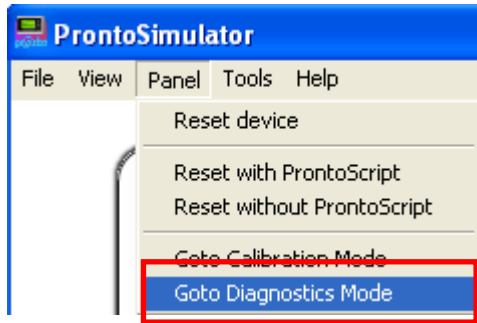 ProntoSimulator
File View Panel Tools Help
Reset device
Reset with ProntoScript
Reset without ProntoScript
Goto Calibration Mode
Goto Diagnostics Mode